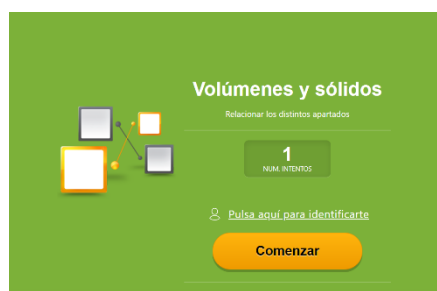 Volúmenes y sólidos
Relacionar los distintos apartados
1
NUM. INTENTOS
Pulsa aquí para identificarte
Comenzar